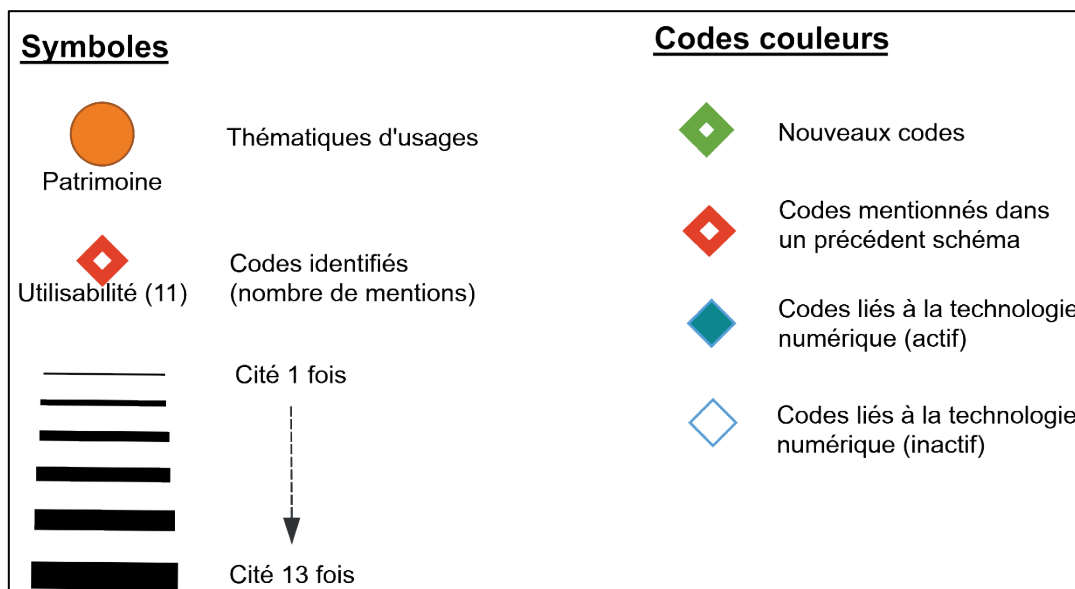 Symboles
Thématiques d'usages
Patrimoine
Codes identifiés
(nombre de mentions)
Utilisabilité (11)
Cité 1 fois
Cité 13 fois
Codes couleurs
Nouveaux codes
Codes mentionnés dans
un précédent schéma
Codes liés à la technologie
numérique (actif)
Codes liés à la technologie
numérique (inactif)